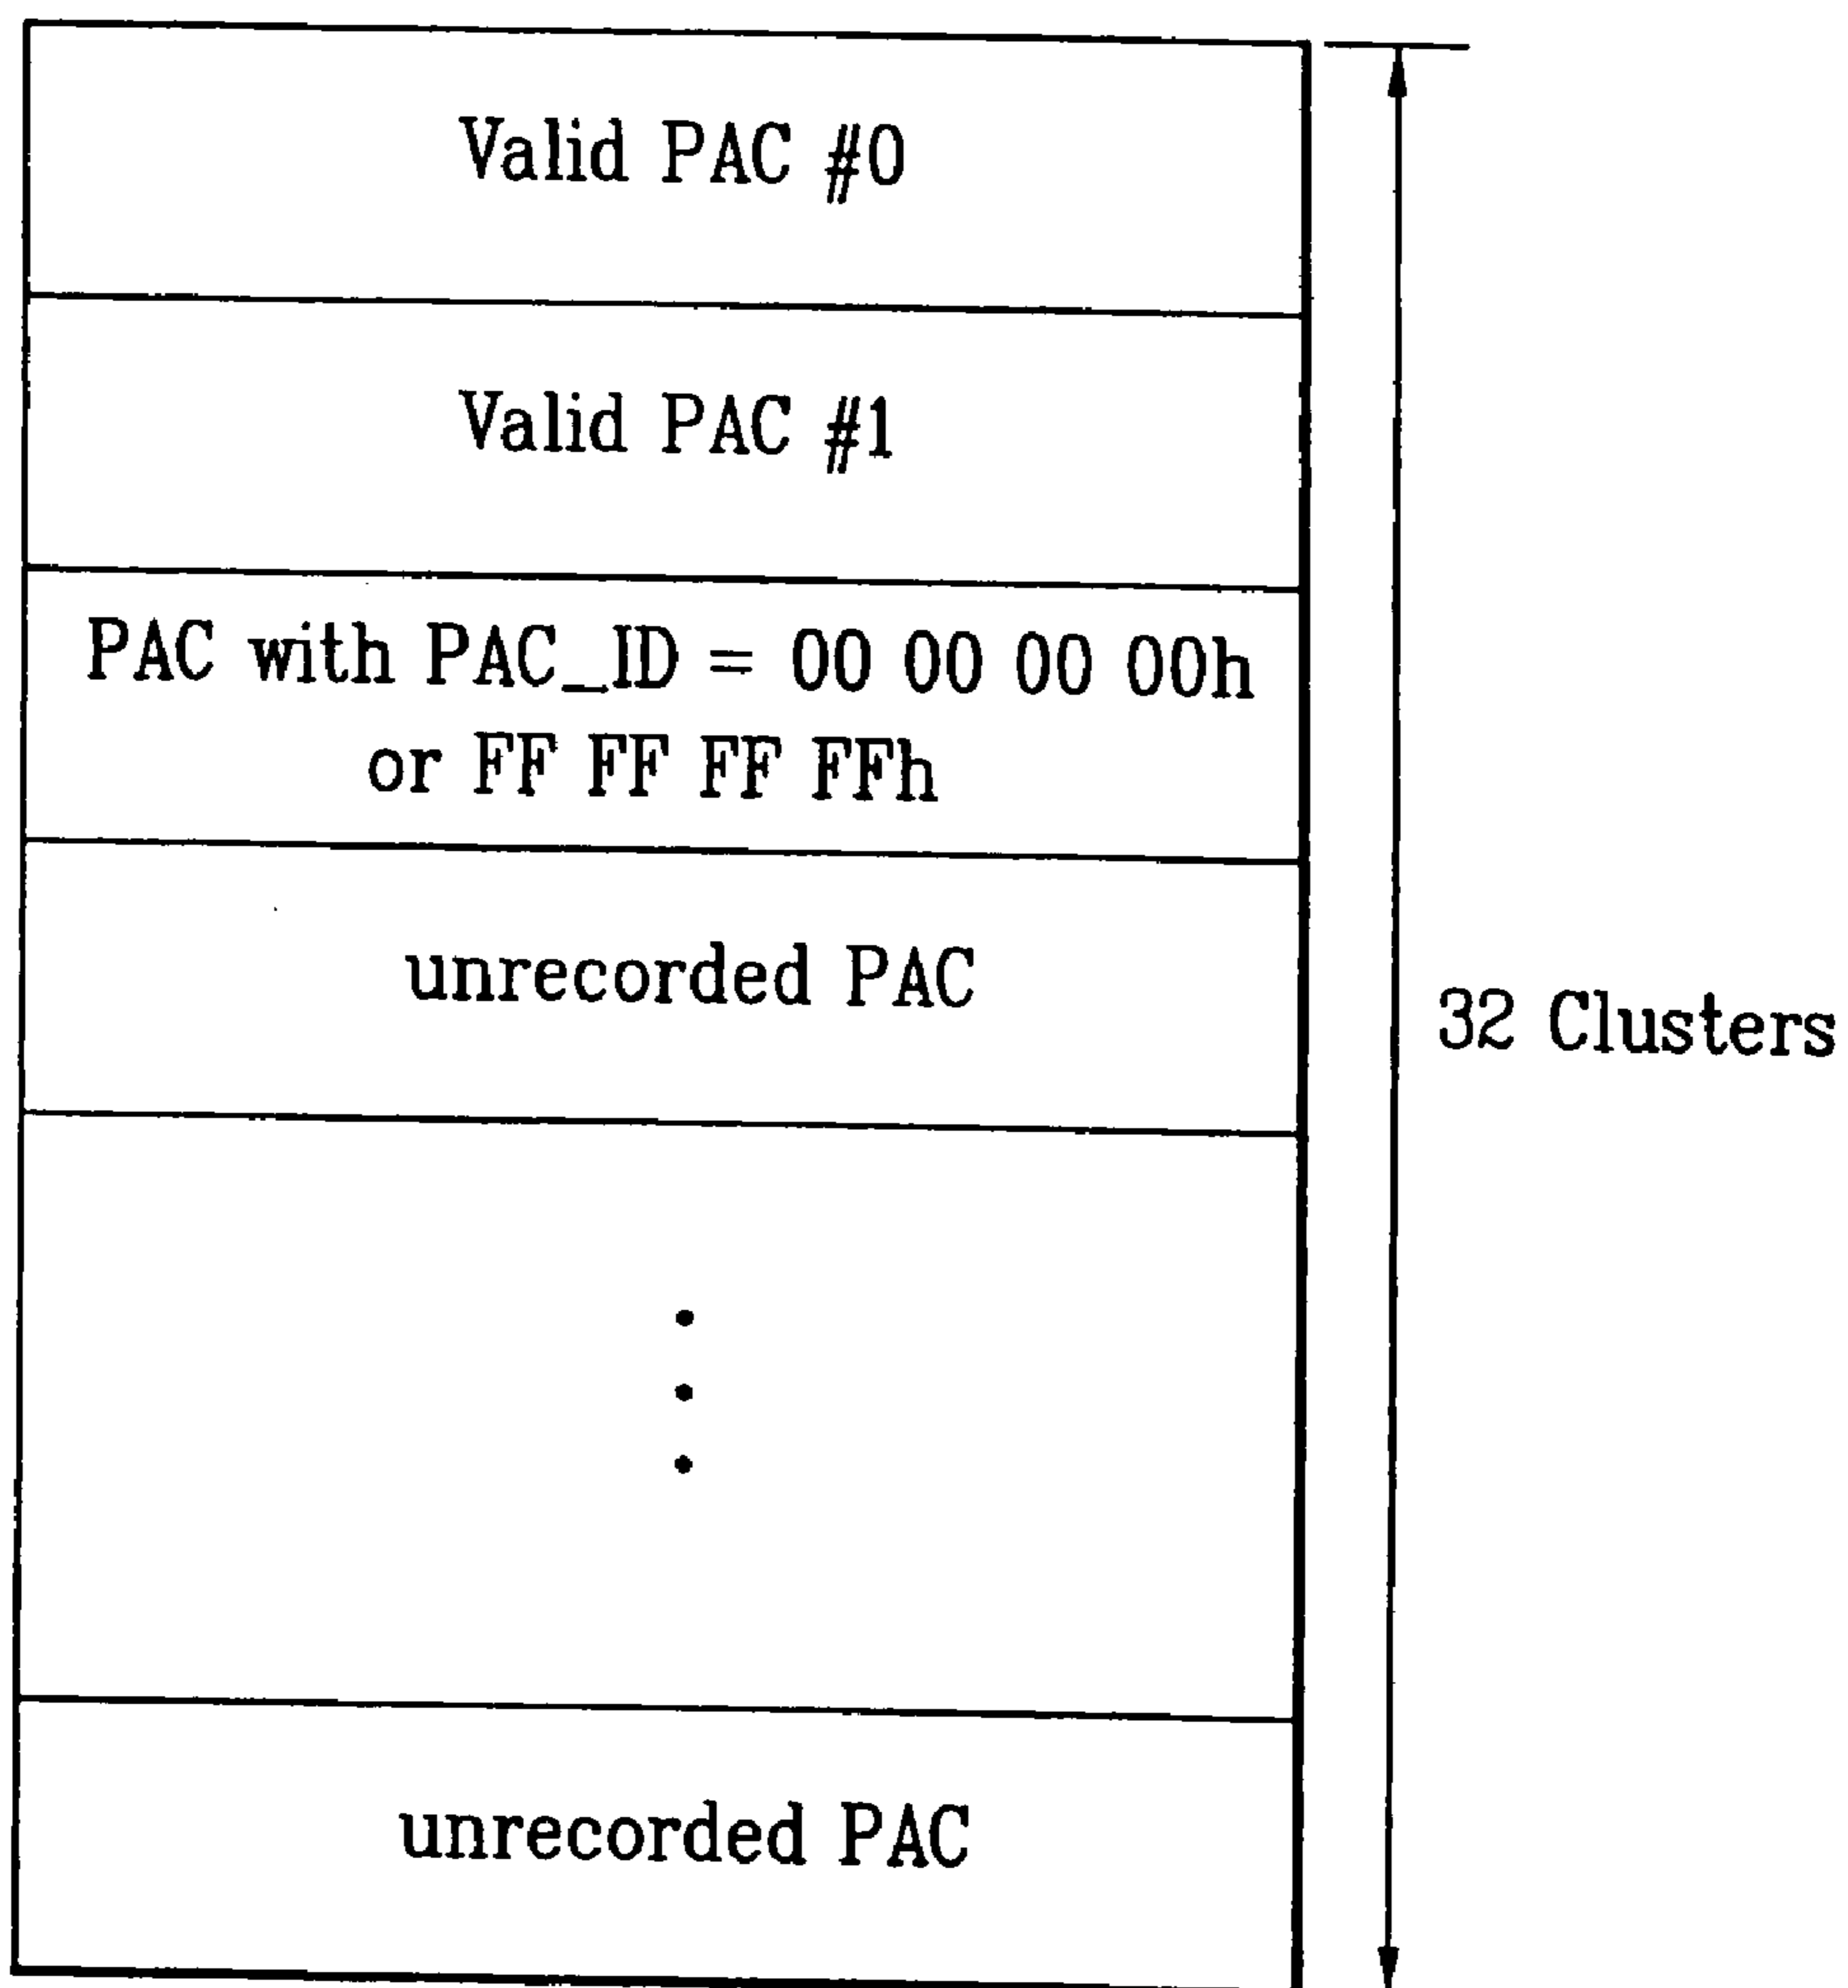 Valid PAC #0
Valid PAC #1
PAC with PAC_ID = 00 00 00 00h
or FF FF FF FFh
unrecorded PAC
32 Clusters
unrecorded PAC